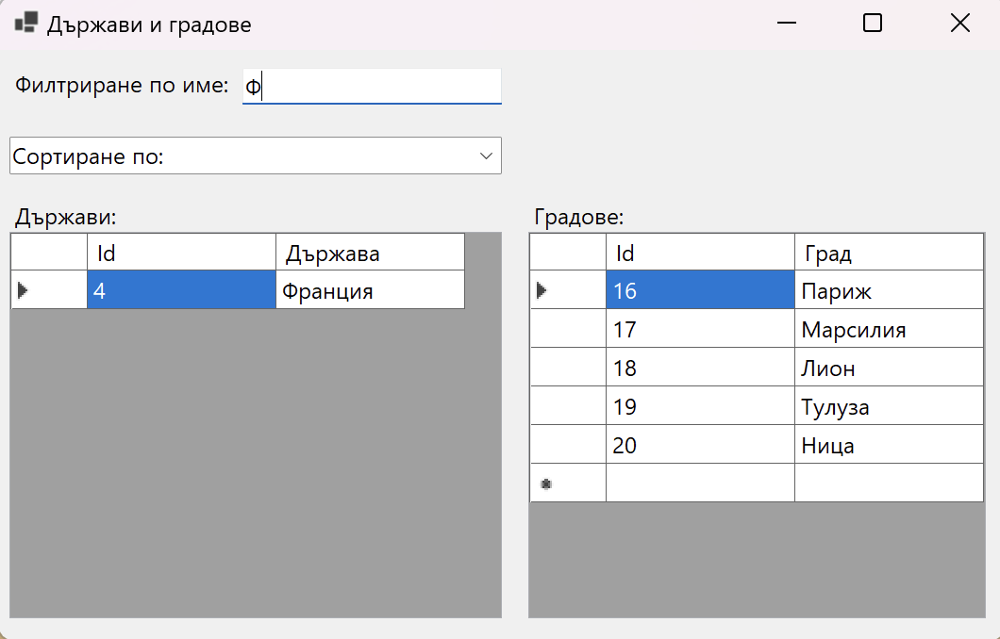 Държави и градове
Филтриране по име: ф
Сортиране по:
Държави:
Id Държава
4 Франция
Градове:
Id Град
16 Париж
17 Марсилия
18 Лион
19 Тулуза
20 Ница